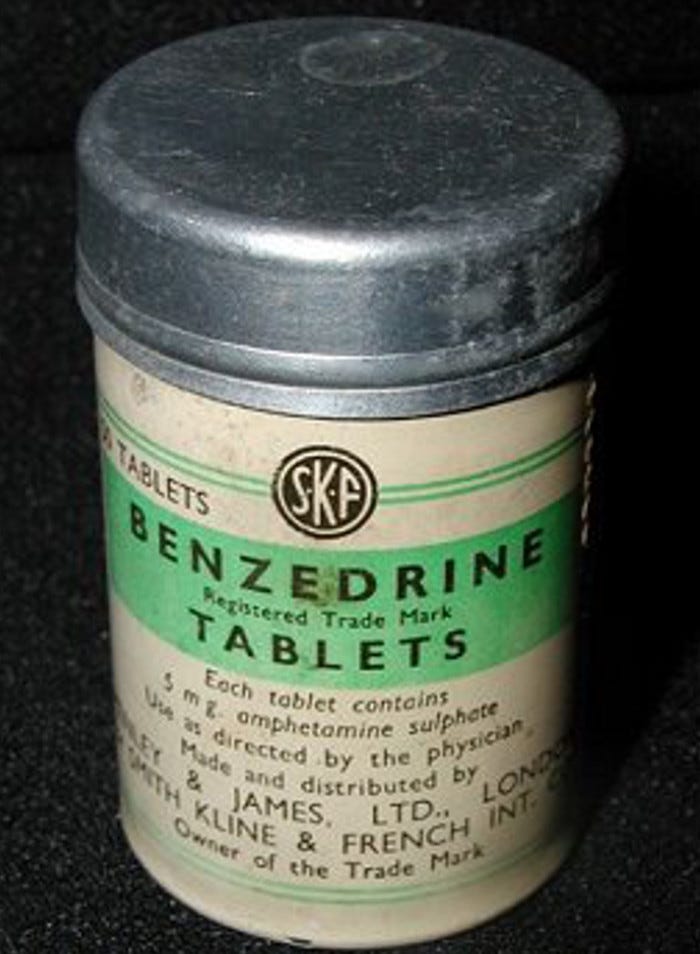 TABLETS
S·K·F
BENZEDRINE
Registered Trade Mark
TABLETS
Each tablet contains
5 mg. amphetamine sulphate
Use as directed by the physician.
Made and distributed by
& JAMES, LTD., LONDON
SMITH KLINE & FRENCH INT.
Owner of the Trade Mark